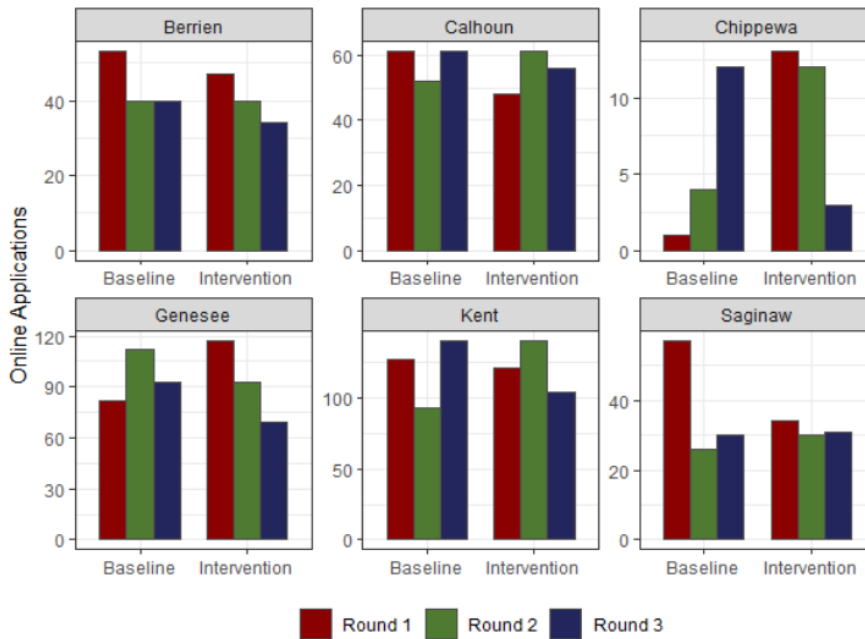 Berrien
Calhoun
Chippewa
40
20
0
60
40
20
0
10
5
0
Baseline Intervention
Baseline Intervention
Baseline Intervention
Online Applications
Genesee
Kent
Saginaw
120
90
60
30
0
100
50
0
40
20
0
Baseline Intervention
Baseline Intervention
Baseline Intervention
Round 1 Round 2 Round 3